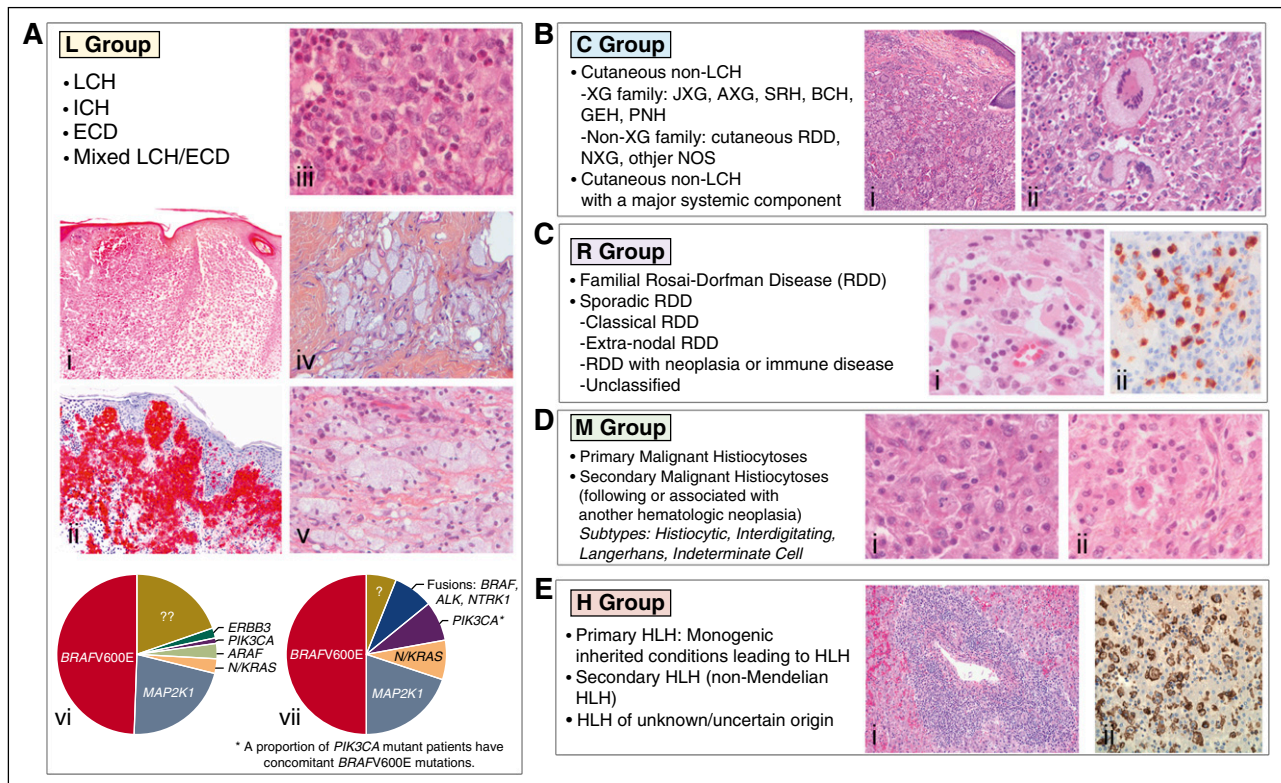 A
L Group
• LCH
• ICH
• ECD
• Mixed LCH/ECD
iii
i
iv
ii
v
??
ERBB3
PIK3CA
ARAF
N/KRAS
BRAFV600E
MAP2K1
vi
?
Fusions: BRAF,
ALK, NTRK1
PIK3CA*
N/KRAS
BRAFV600E
MAP2K1
vii
* A proportion of PIK3CA mutant patients have
concomitant BRAFV600E mutations.
B
C Group
• Cutaneous non-LCH
-XG family: JXG, AXG, SRH, BCH,
GEH, PNH
-Non-XG family: cutaneous RDD,
NXG, othjer NOS
• Cutaneous non-LCH
with a major systemic component
i
ii
C
R Group
• Familial Rosai-Dorfman Disease (RDD)
• Sporadic RDD
-Classical RDD
-Extra-nodal RDD
-RDD with neoplasia or immune disease
-Unclassified
i
ii
D
M Group
• Primary Malignant Histiocytoses
• Secondary Malignant Histiocytoses
(following or associated with
another hematologic neoplasia)
Subtypes: Histiocytic, Interdigitating,
Langerhans, Indeterminate Cell
i
ii
E
H Group
• Primary HLH: Monogenic
inherited conditions leading to HLH
• Secondary HLH (non-Mendelian
HLH)
• HLH of unknown/uncertain origin
i
ii